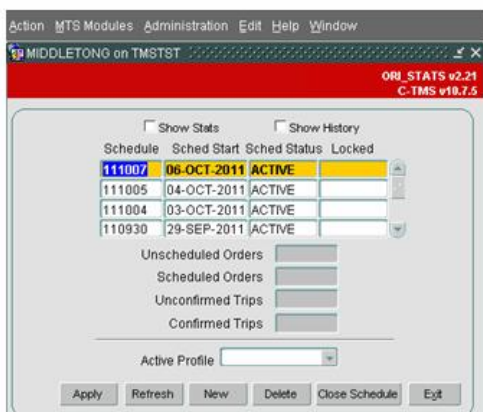 Action MTS Modules Administration Edit Help Window
MIDDLETONG on TMSTST
ORI_STATS v2.21
C-TMS v10.7.5
Show Stats Show History
Schedule Sched Start Sched Status Locked
111007 06-OCT-2011 ACTIVE
111005 04-OCT-2011 ACTIVE
111004 03-OCT-2011 ACTIVE
110930 29-SEP-2011 ACTIVE
Unscheduled Orders
Scheduled Orders
Unconfirmed Trips
Confirmed Trips
Active Profile
Apply Refresh New Delete Close Schedule Exit